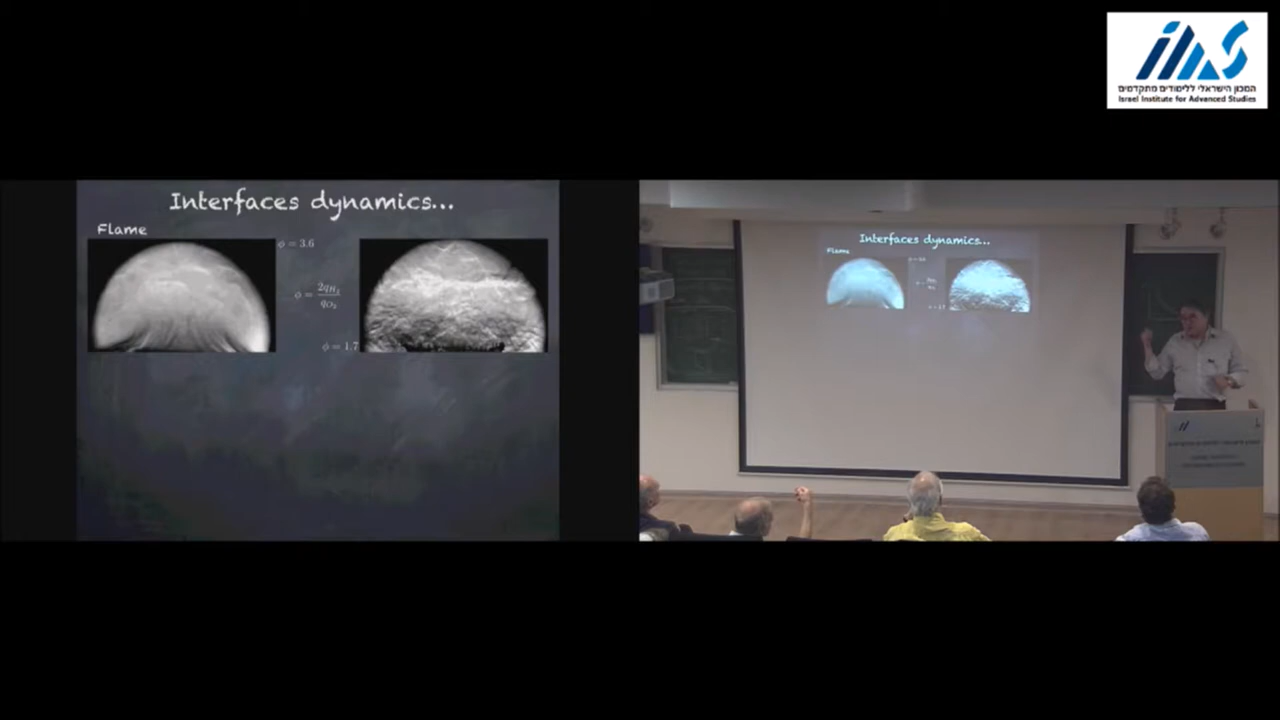 המכון הישראלי ללימודים מתקדמים
Israel Institute for Advanced Studies
Interfaces dynamics...
Flame
ϕ = 3.6
ϕ = 2q_{H_2} / q_{O_2}
ϕ = 1.7
Interfaces dynamics...
Flame